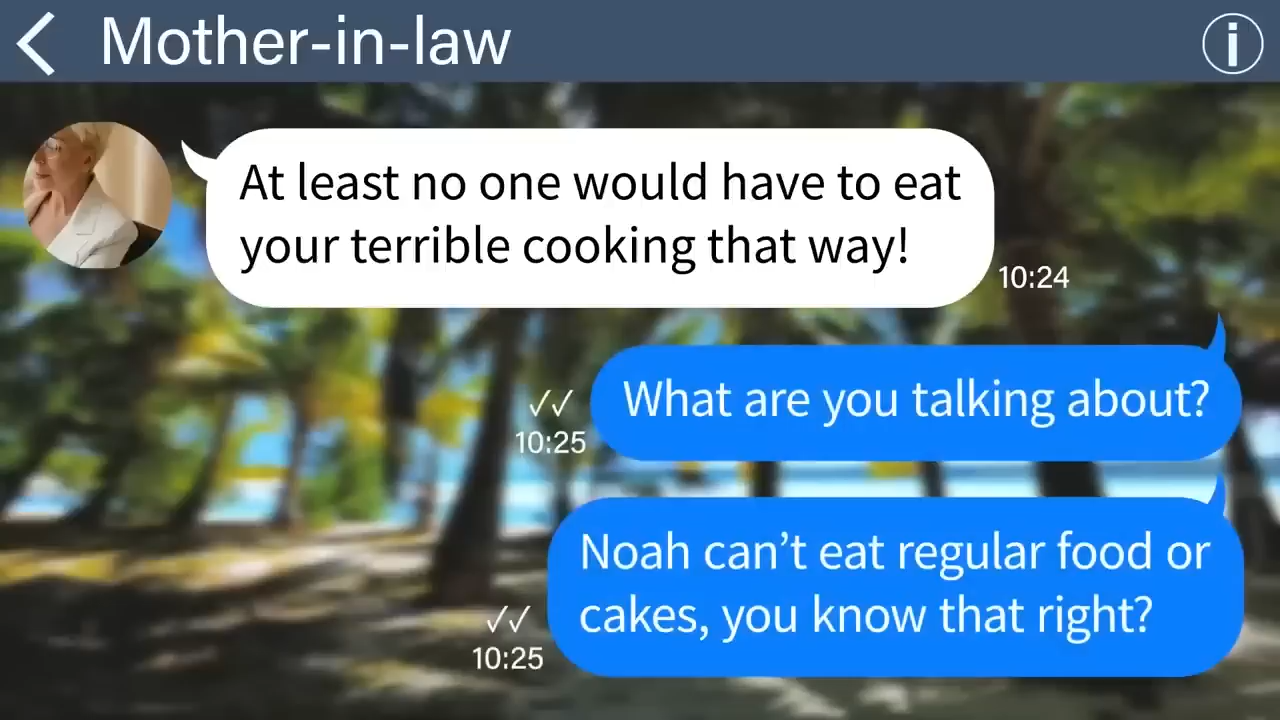 Mother-in-law
i
At least no one would have to eat
your terrible cooking that way!
10:24
What are you talking about?
10:25
Noah can’t eat regular food or
cakes, you know that right?
10:25